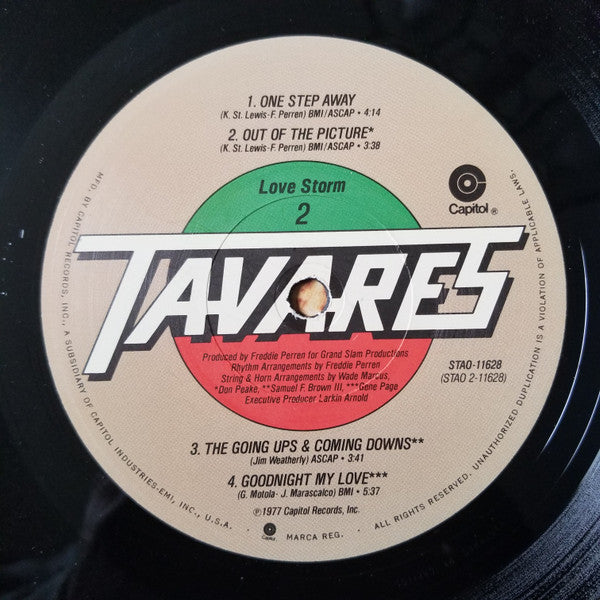 1. ONE STEP AWAY
(K. St. Lewis-F. Perren) BMI/ASCAP • 4:14
2. OUT OF THE PICTURE*
(K. St. Lewis-F. Perren) BMI/ASCAP • 3:38
Love Storm
2
Capitol®
TAVARES
Produced by Freddie Perren for Grand Slam Productions
Rhythm Arrangements by Freddie Perren
String & Horn Arrangements by Wade Marcus,
*Don Peake, **Samuel F. Brown III, ***Gene Page
Executive Producer Larkin Arnold
STAO-11628
(STAO 2-11628)
3. THE GOING UPS & COMING DOWNS**
(Jim Weatherly) ASCAP • 3:41
4. GOODNIGHT MY LOVE***
(G. Motola- J. Marascalco) BMI • 5:37
℗1977 Capitol Records, Inc.
MFD. BY CAPITOL RECORDS, INC., A SUBSIDIARY OF CAPITOL INDUSTRIES-EMI, INC., U.S.A. • Capitol MARCA REG. • ALL RIGHTS RESERVED. UNAUTHORIZED DUPLICATION IS A VIOLATION OF APPLICABLE LAWS.